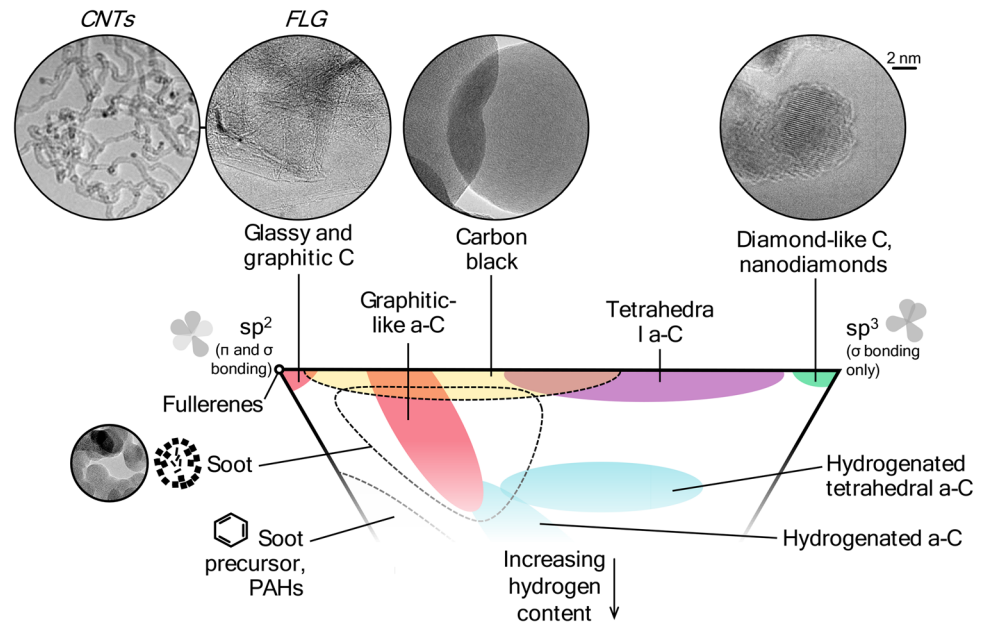 CNTs
FLG
2 nm
Glassy and
graphitic C
Carbon
black
Diamond-like C,
nanodiamonds
Graphitic-
like a-C
Tetrahedra
l a-C
sp²
(π and σ
bonding)
sp³
(σ bonding
only)
Fullerenes
Soot
Hydrogenated
tetrahedral a-C
Soot
precursor,
PAHs
Hydrogenated a-C
Increasing
hydrogen
content